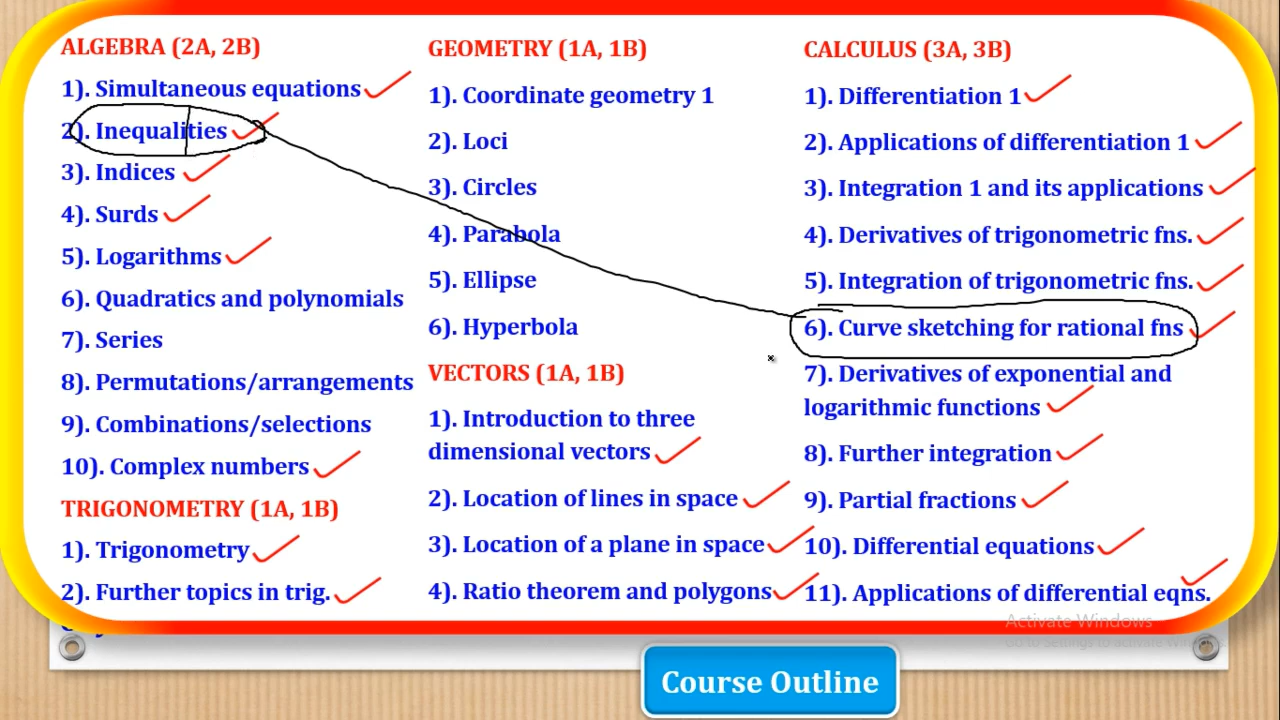 ALGEBRA (2A, 2B)
1). Simultaneous equations
2). Inequalities
3). Indices
4). Surds
5). Logarithms
6). Quadratics and polynomials
7). Series
8). Permutations/arrangements
9). Combinations/selections
10). Complex numbers
TRIGONOMETRY (1A, 1B)
1). Trigonometry
2). Further topics in trig.
GEOMETRY (1A, 1B)
1). Coordinate geometry 1
2). Loci
3). Circles
4). Parabola
5). Ellipse
6). Hyperbola
VECTORS (1A, 1B)
1). Introduction to three
dimensional vectors
2). Location of lines in space
3). Location of a plane in space
4). Ratio theorem and polygons
CALCULUS (3A, 3B)
1). Differentiation 1
2). Applications of differentiation 1
3). Integration 1 and its applications
4). Derivatives of trigonometric fns.
5). Integration of trigonometric fns.
6). Curve sketching for rational fns
7). Derivatives of exponential and
logarithmic functions
8). Further integration
9). Partial fractions
10). Differential equations
11). Applications of differential eqns.
Activate Windows
Go to Settings to activate
Course Outline